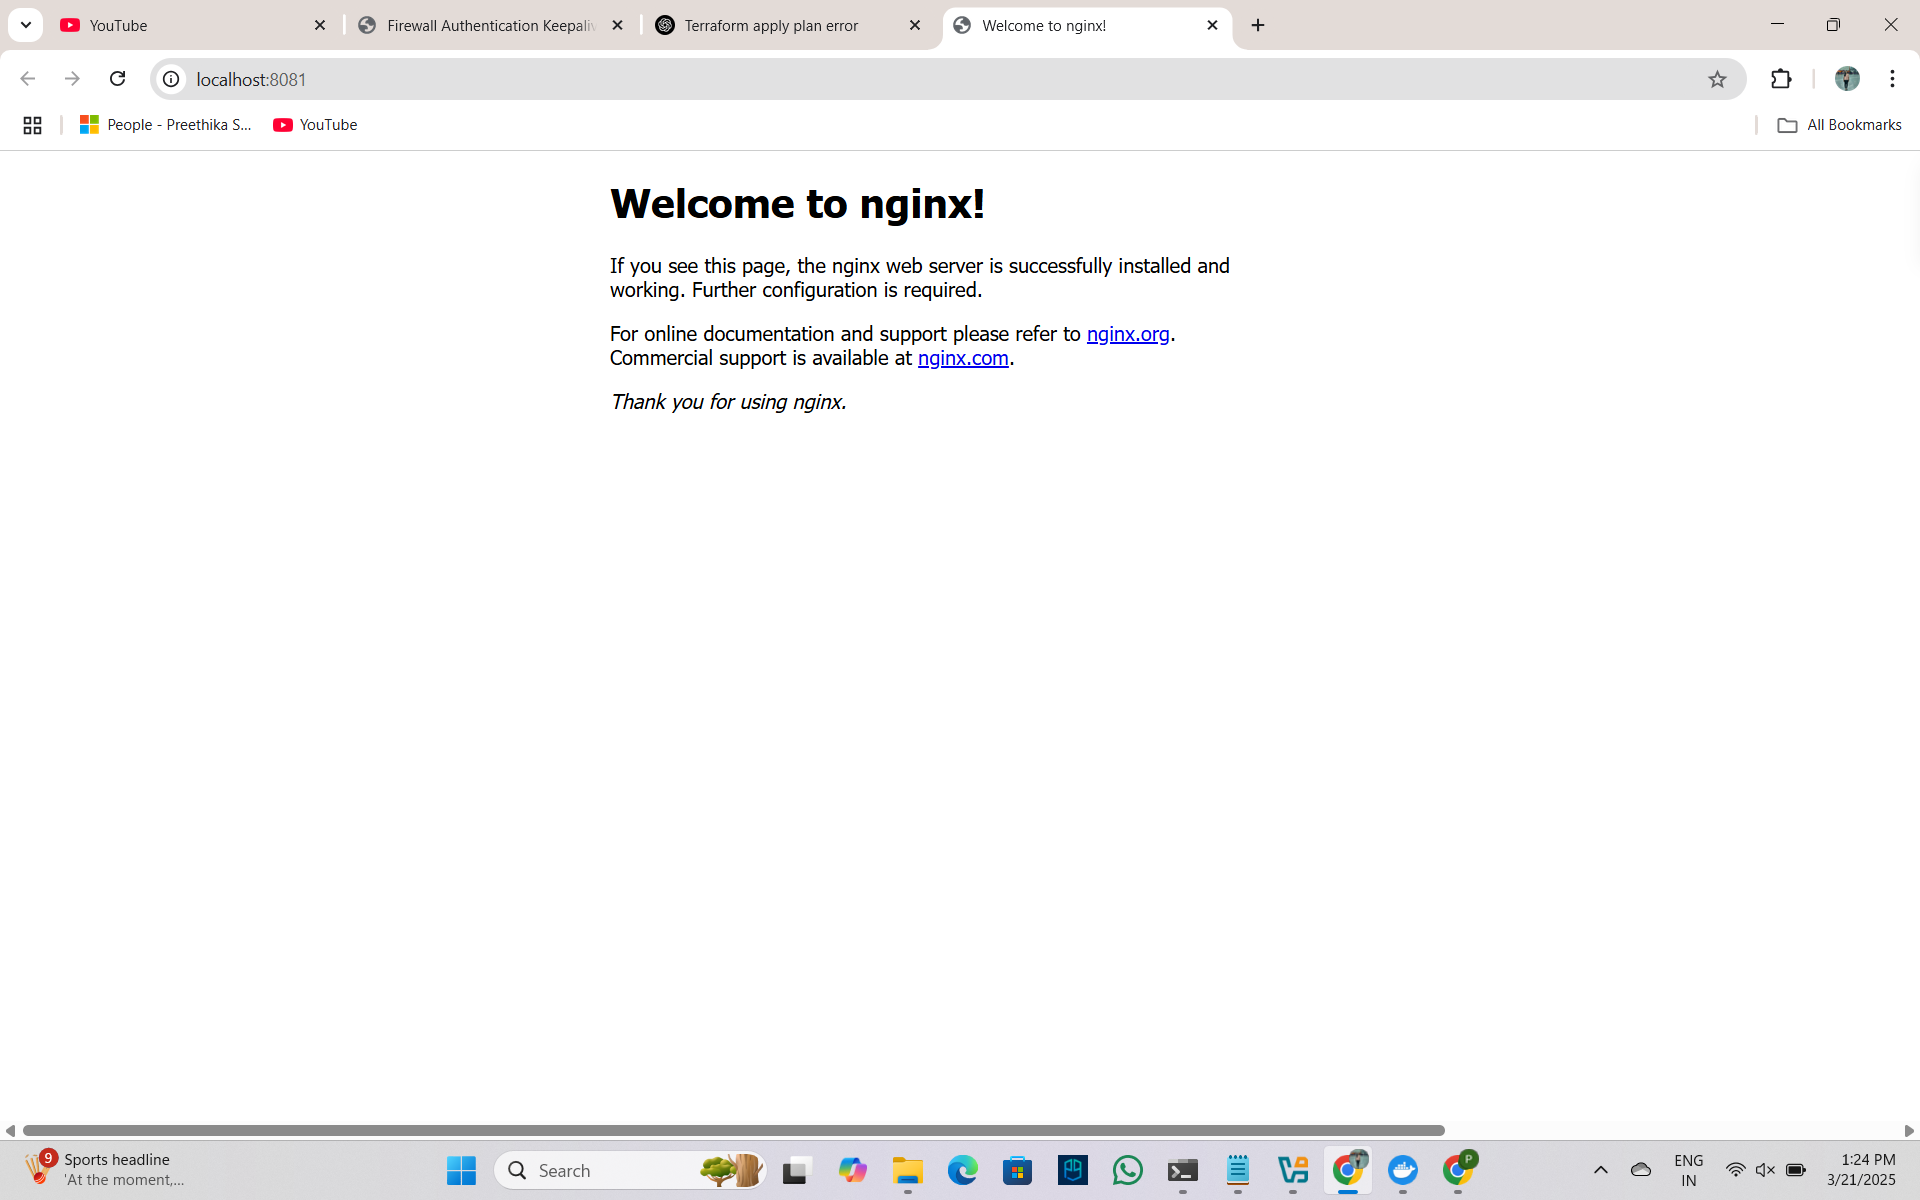 YouTube
Firewall Authentication Keepaliv
Terraform apply plan error
Welcome to nginx!
localhost:8081
People - Preethika S...
YouTube
All Bookmarks
Welcome to nginx!
If you see this page, the nginx web server is successfully installed and
working. Further configuration is required.
For online documentation and support please refer to nginx.org.
Commercial support is available at nginx.com.
Thank you for using nginx.
9
Sports headline
'At the moment,...
Search
P
ENG
IN
1:24 PM
3/21/2025